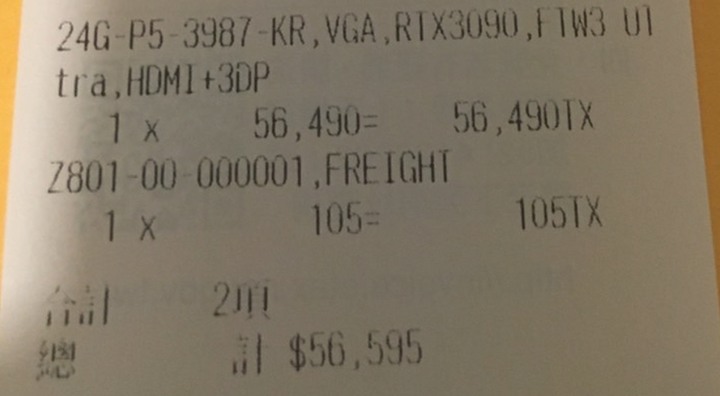 24G-P5-3987-KR,VGA,RTX3090,FTW3 Ul
tra,HDMI+3DP
1 x 56,490= 56,490TX
Z801-00-000001,FREIGHT
1 x 105= 105TX
合計 2項
總 計 $56,595